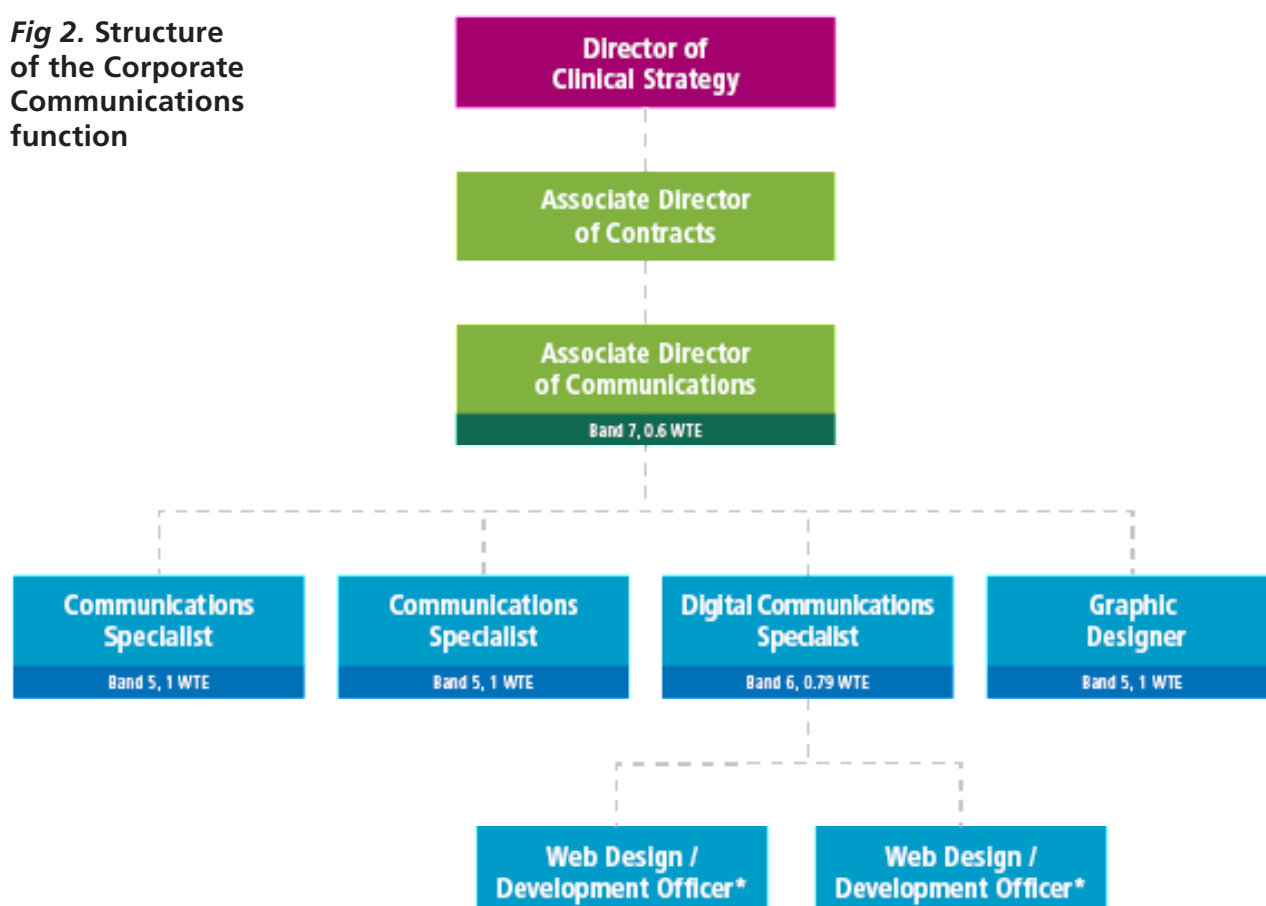 Fig 2. Structure
of the Corporate
Communications
function
Director of
Clinical Strategy
Associate Director
of Contracts
Associate Director
of Communications
Band 7, 0.6 WTE
Communications
Specialist
Band 5, 1 WTE
Communications
Specialist
Band 5, 1 WTE
Digital Communications
Specialist
Band 6, 0.79 WTE
Graphic
Designer
Band 5, 1 WTE
Web Design /
Development Officer*
Web Design /
Development Officer*